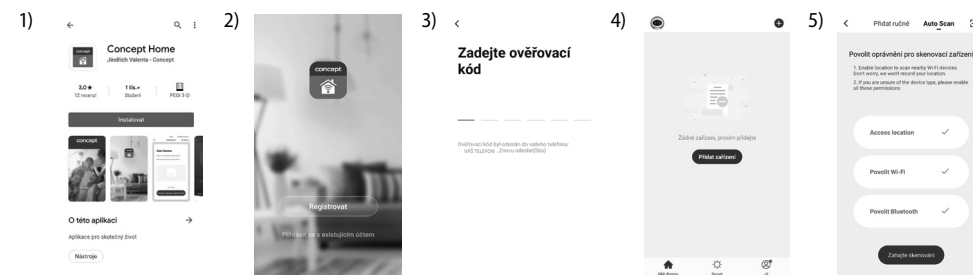 1)
Concept Home
Jindřich Valenta - Concept
3,0★
12 recenzí
1 tis.+
Stažení
PEGI 3
Instalovat
concept
O této aplikaci
Aplikace pro skutečný život
Nástroje
2)
concept
Registrovat
Přihlásit se s existujícím účtem
3)
Zadejte ověřovací
kód
Ověřovací kód byl odeslán do vašeho telefonu:
VÁŠ TELEFON . Znovu odeslat(56s)
4)
Žádné zařízení, prosím přidejte
Přidat zařízení
5)
Přidat ručně Auto Scan
Povolit oprávnění pro skenovací zařízení
1. Enable location to scan nearby Wi-Fi devices.
Don't worry, we won't record your location.
2. If you are unsure of the device type, please enable
all these permissions
Access location
Povolit Wi-Fi
Povolit Bluetooth
Zahajte skenování